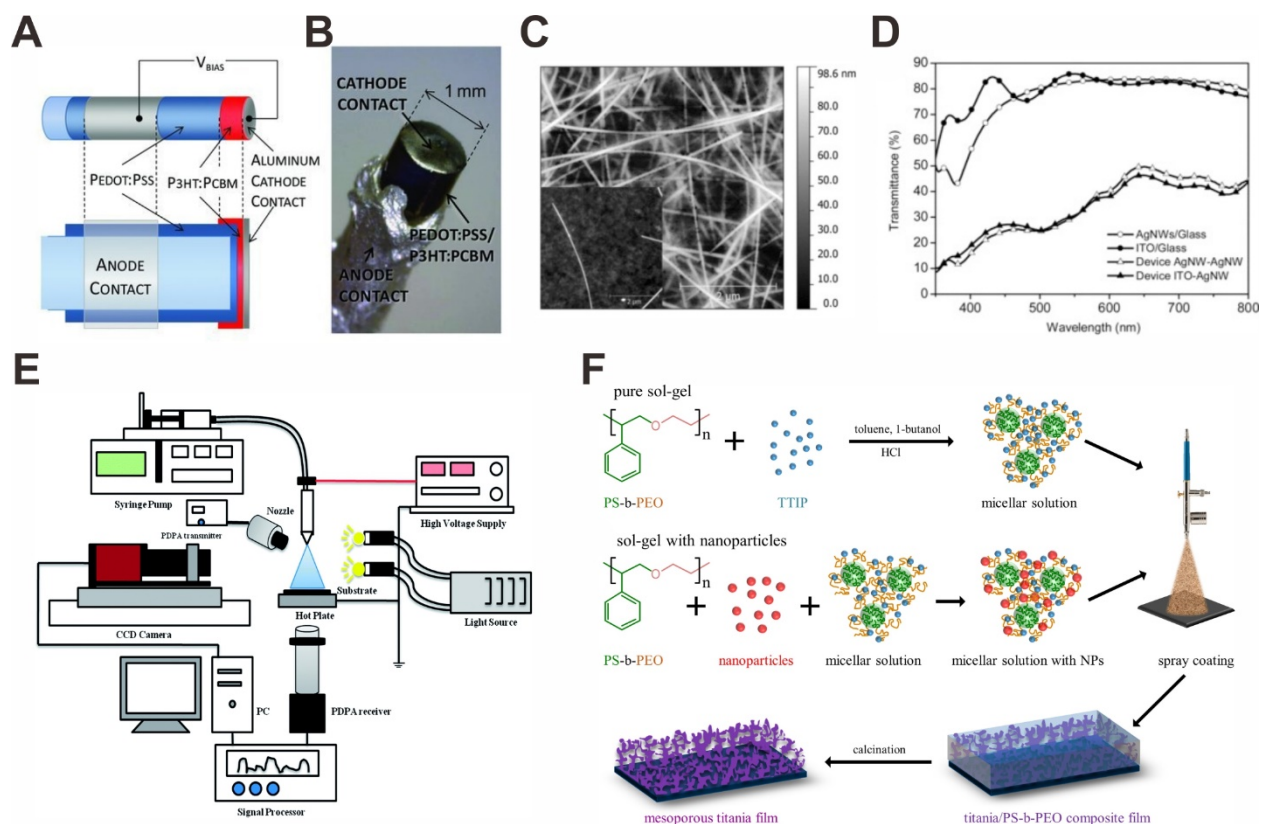 A
V BIAS
PEDOT:PSS
P3HT:PCBM
ALUMINUM
CATHODE
CONTACT
ANODE
CONTACT
B
CATHODE
CONTACT
1 mm
PEDOT:PSS/
P3HT:PCBM
ANODE
CONTACT
C
98.6 nm
80.0
70.0
60.0
50.0
40.0
30.0
20.0
10.0
0.0
2 µm
D
Transmittance (%)
90
80
70
60
50
40
30
20
10
0
AgNWs/Glass
ITO/Glass
Device AgNW-AgNW
Device ITO-AgNW
400 500 600 700 800
Wavelength (nm)
E
Syringe Pump
PDPA transmitter
Nozzle
High Voltage Supply
Substrate
Hot Plate
Light Source
CCD Camera
PC
PDPA receiver
Signal Processor
F
pure sol-gel
n
O
toluene, 1-butanol
HCl
PS-b-PEO
TTIP
micellar solution
sol-gel with nanoparticles
n
O
PS-b-PEO
nanoparticles
micellar solution
micellar solution with NPs
spray coating
calcination
mesoporous titania film
titania/PS-b-PEO composite film